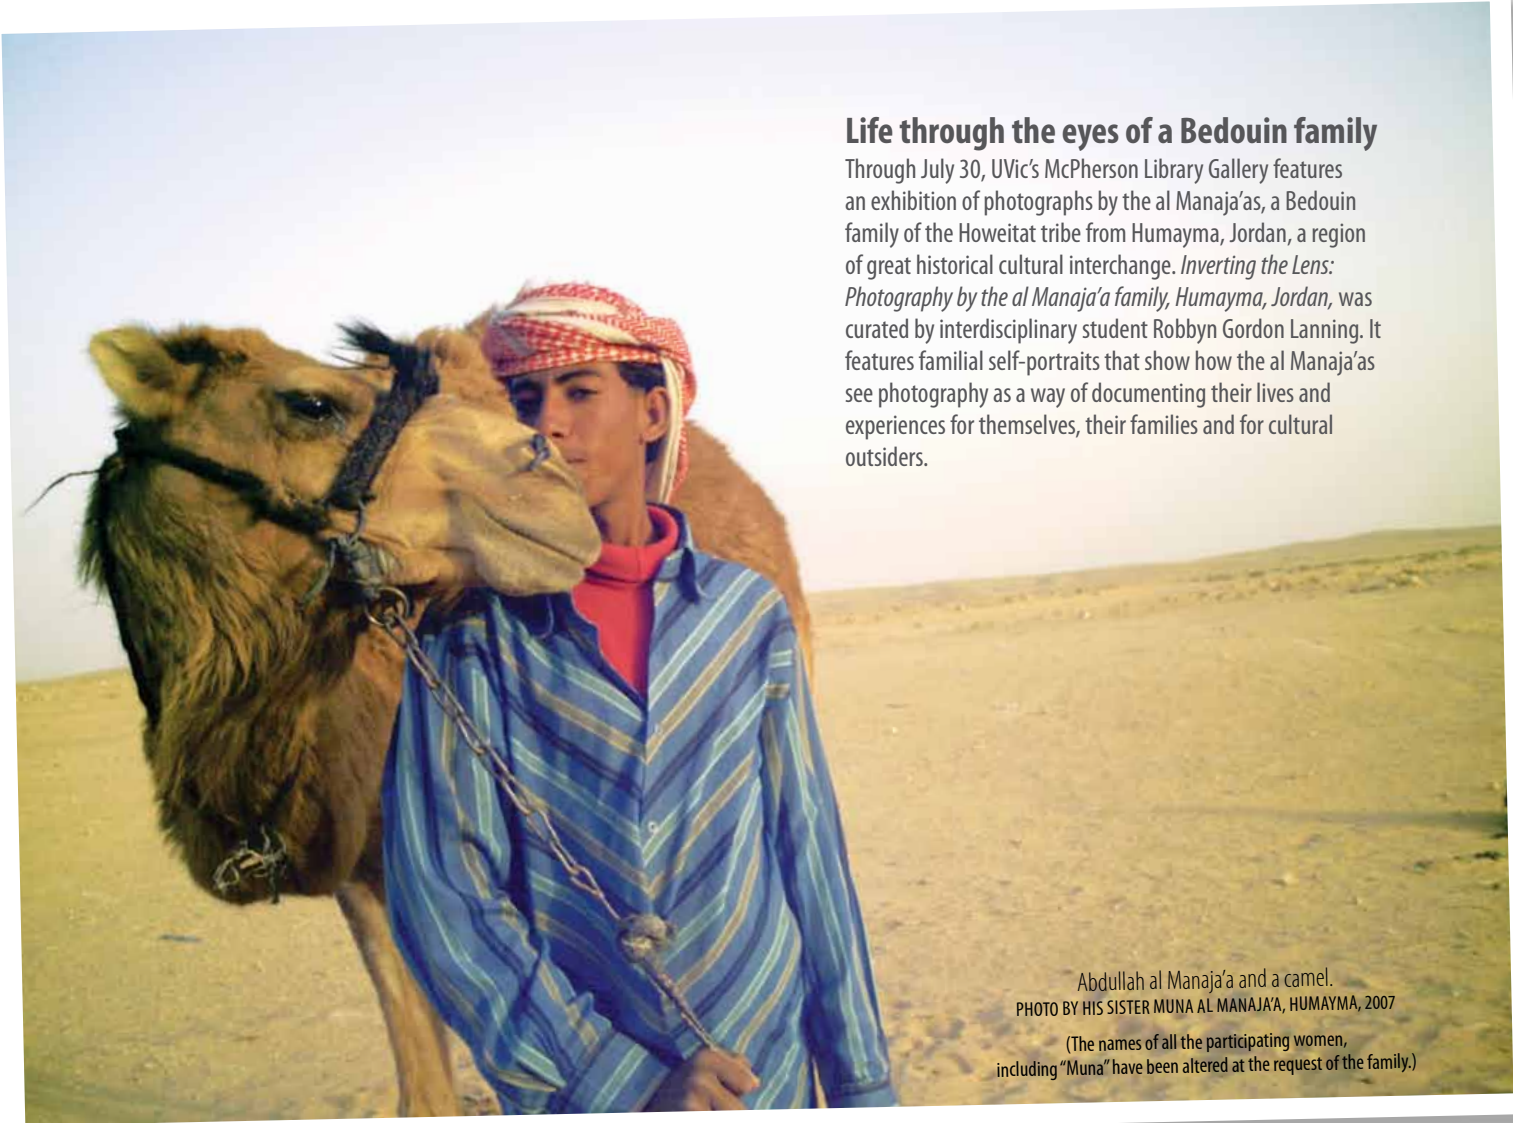 Life through the eyes of a Bedouin family
Through July 30, UVic’s McPherson Library Gallery features
an exhibition of photographs by the al Manaja’as, a Bedouin
family of the Howeitat tribe from Humayma, Jordan, a region
of great historical cultural interchange. Inverting the Lens:
Photography by the al Manaja’a family, Humayma, Jordan, was
curated by interdisciplinary student Robbyn Gordon Lanning. It
features familial self-portraits that show how the al Manaja’as
see photography as a way of documenting their lives and
experiences for themselves, their families and for cultural
outsiders.
Abdullah al Manaja’a and a camel.
PHOTO BY HIS SISTER MUNA AL MANAJA’A, HUMAYMA, 2007
(The names of all the participating women,
including “Muna” have been altered at the request of the family.)